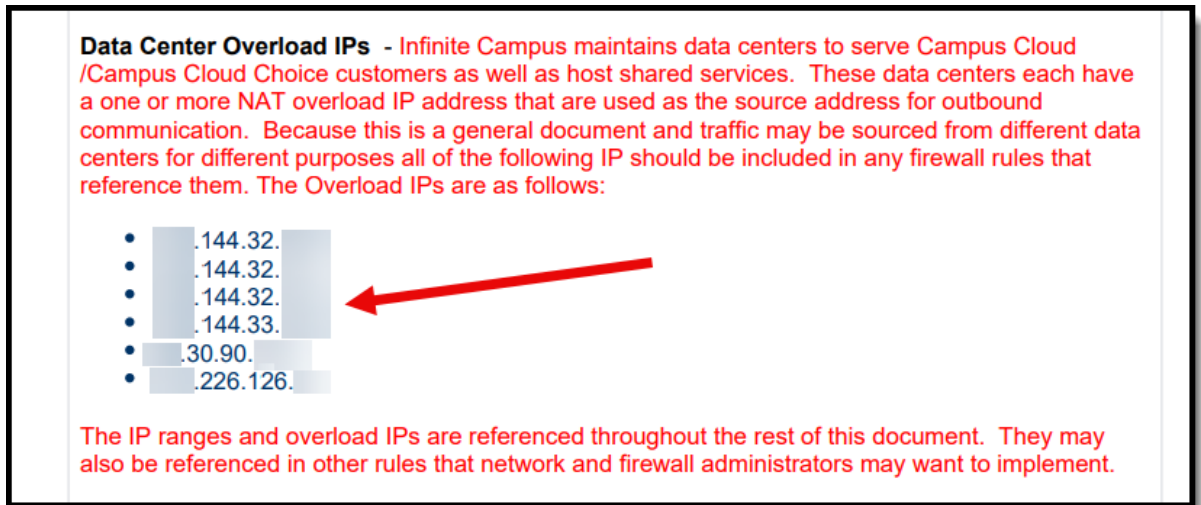 Data Center Overload IPs - Infinite Campus maintains data centers to serve Campus Cloud
/Campus Cloud Choice customers as well as host shared services. These data centers each have
a one or more NAT overload IP address that are used as the source address for outbound
communication. Because this is a general document and traffic may be sourced from different data
centers for different purposes all of the following IP should be included in any firewall rules that
reference them. The Overload IPs are as follows:
• .144.32.
• .144.32.
• .144.32.
• .144.33.
• .30.90.
• .226.126.
The IP ranges and overload IPs are referenced throughout the rest of this document. They may
also be referenced in other rules that network and firewall administrators may want to implement.